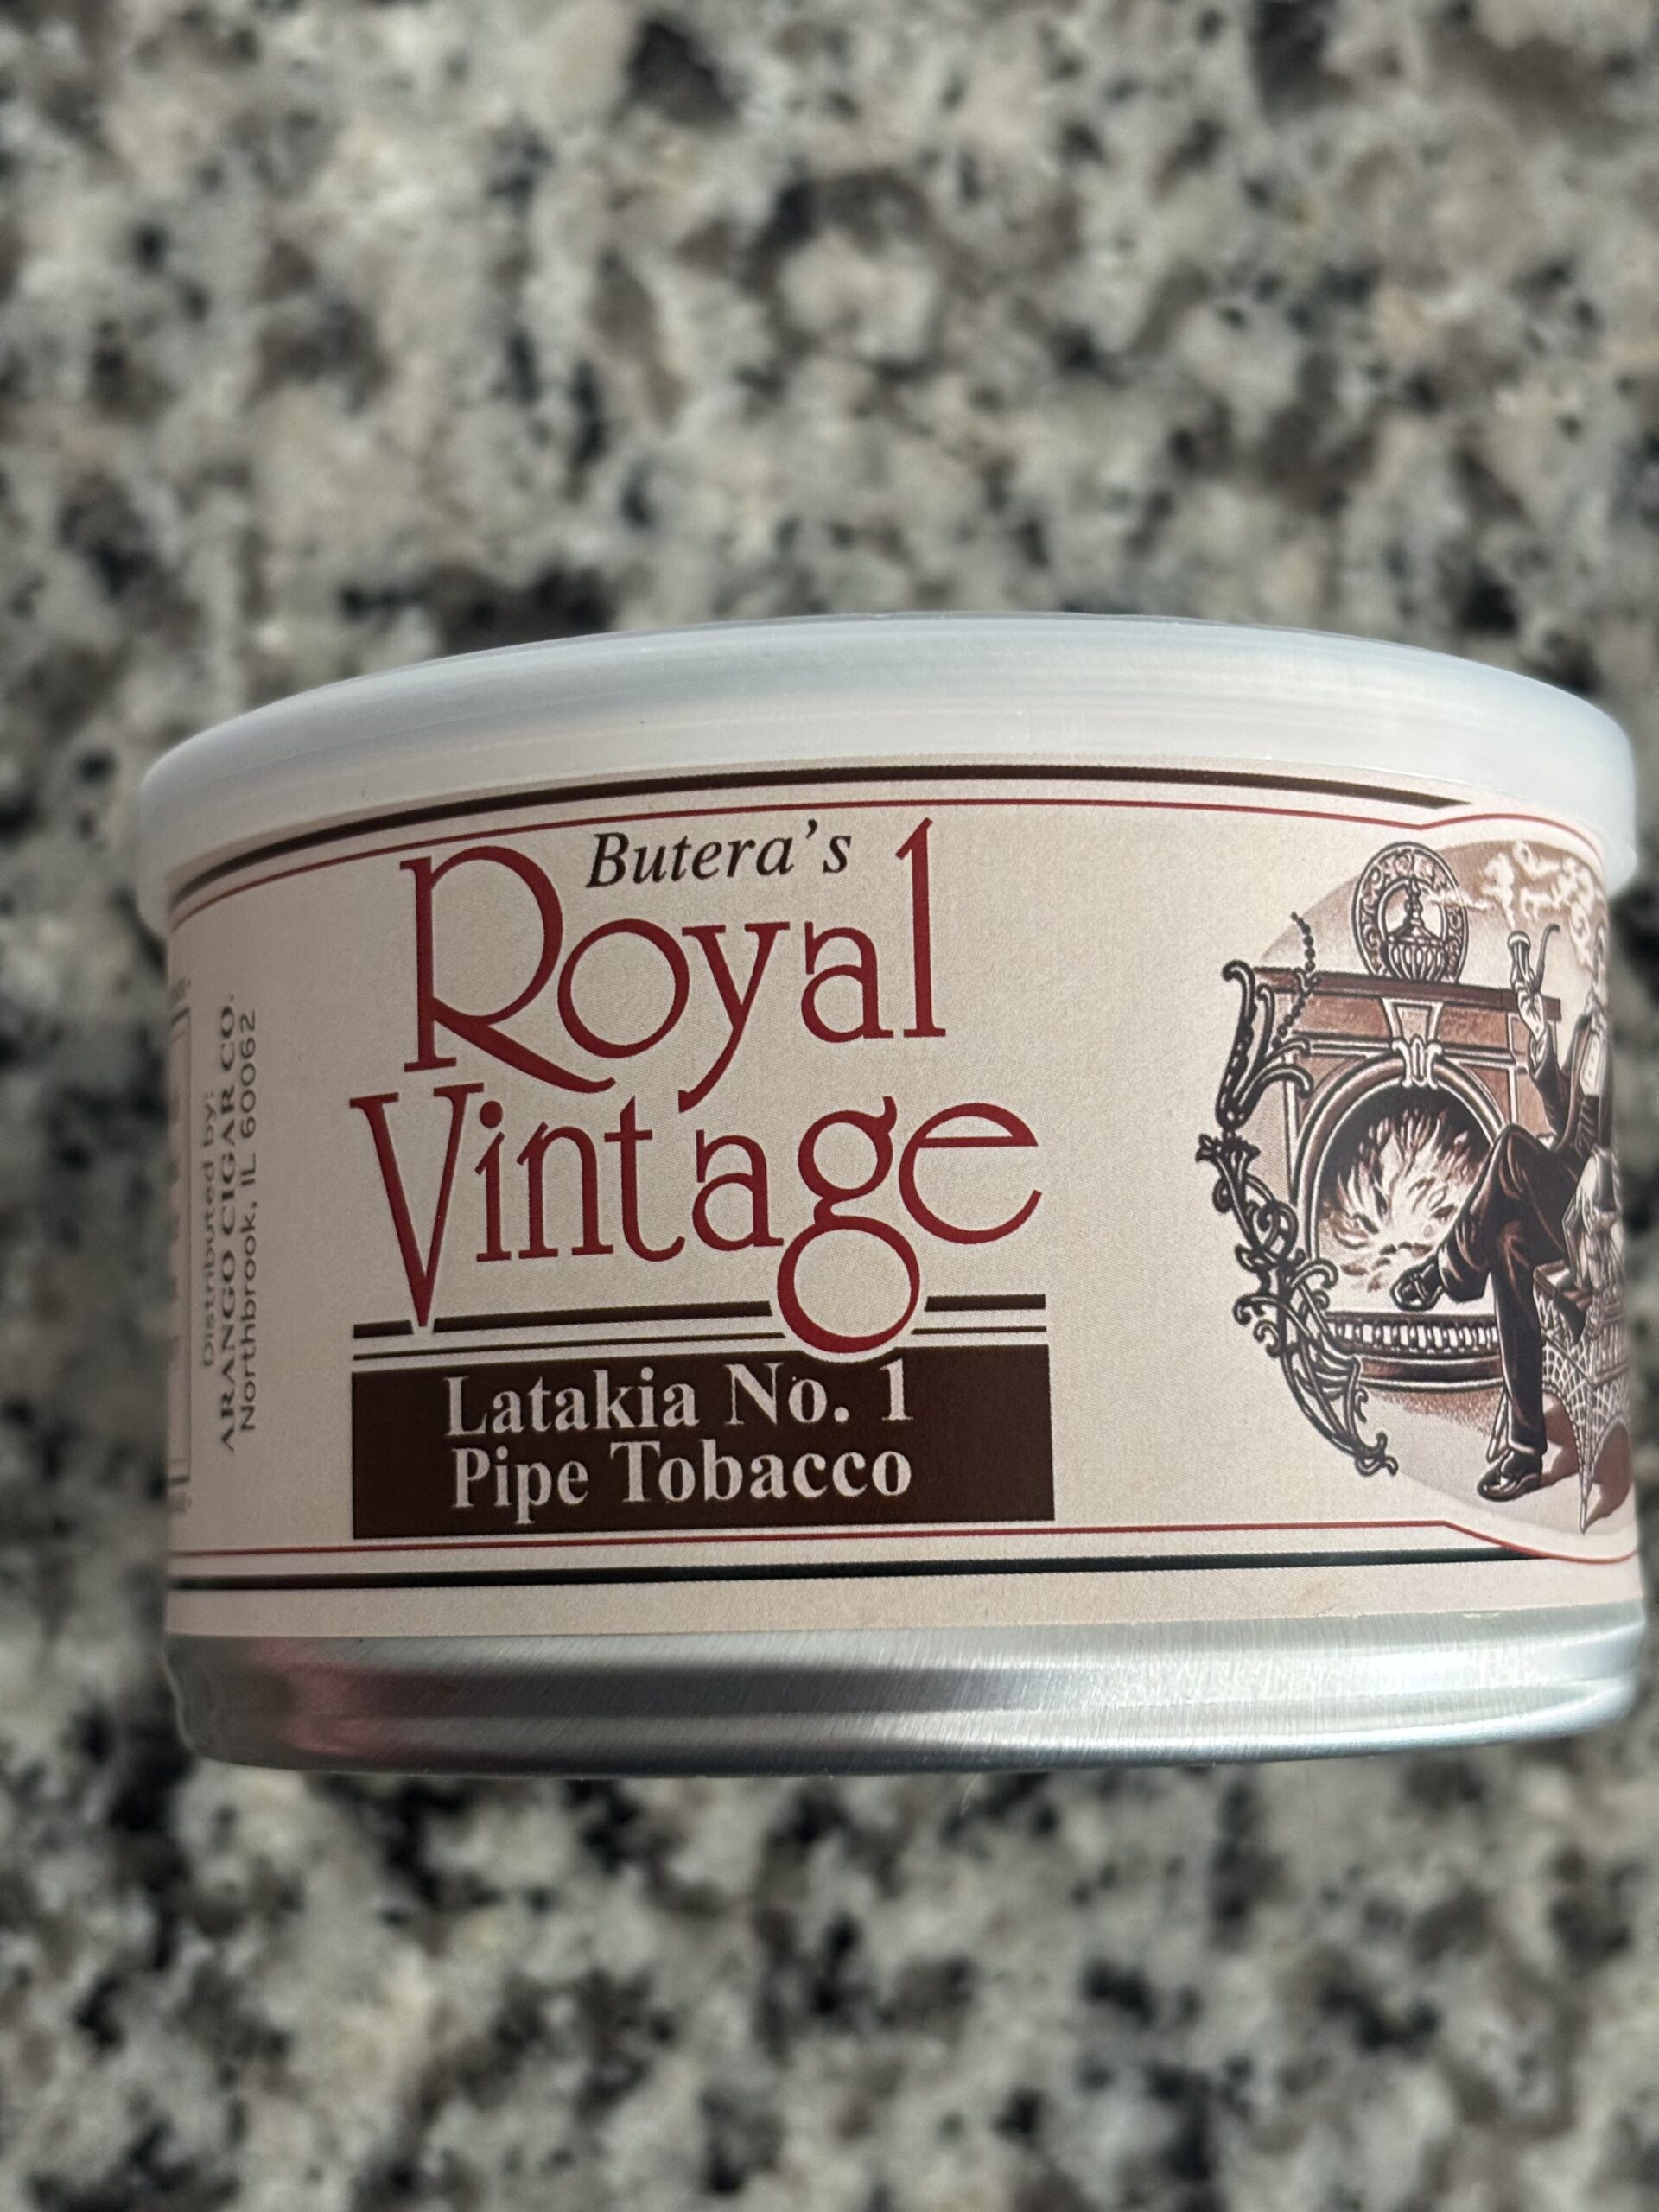 Butera's
Royal
Vintage
Latakia No. 1
Pipe Tobacco
Distributed by:
ARANGO CIGAR CO.
Northbrook, IL 60062